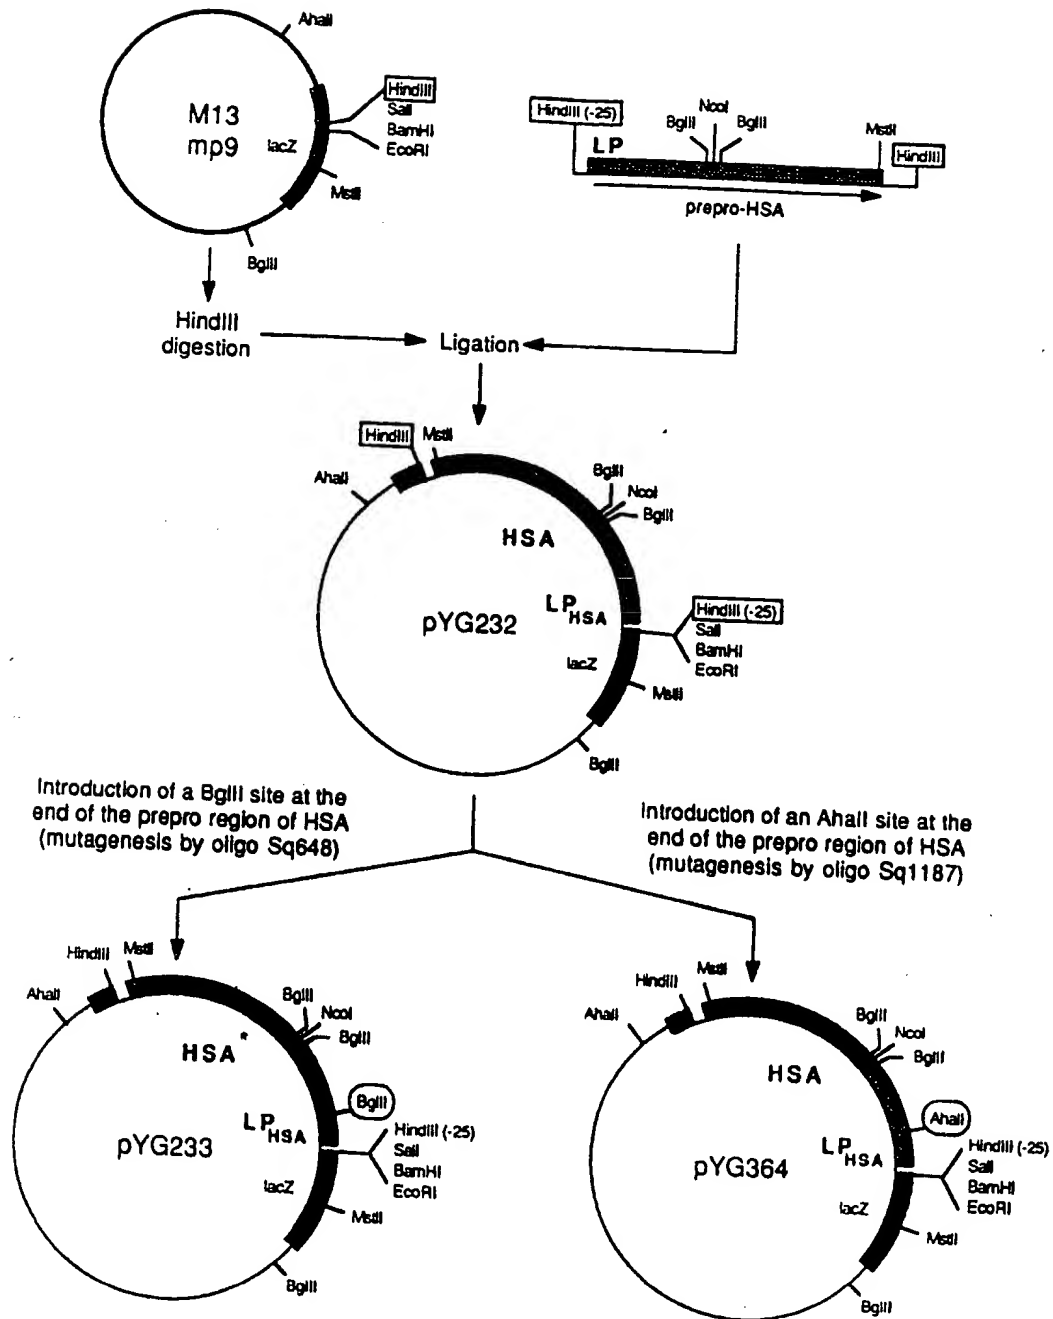 AhaII
M13
mp9
lacZ
HindIII
SalI
BamHI
EcoRI
MstII
BglII
HindIII (-25)
LP
BglII
NcoI
BglII
MstII
HindIII
prepro-HSA
HindIII
digestion
Ligation
HindIII
MstII
AhaII
BglII
NcoI
BglII
HSA
LP HSA
pYG232
lacZ
HindIII (-25)
SalI
BamHI
EcoRI
MstII
BglII
Introduction of a BglII site at the
end of the prepro region of HSA
(mutagenesis by oligo Sq648)
Introduction of an AhaII site at the
end of the prepro region of HSA
(mutagenesis by oligo Sq1187)
HindIII
MstII
AhaII
BglII
NcoI
BglII
HSA*
BglII
LP HSA
pYG233
lacZ
HindIII (-25)
SalI
BamHI
EcoRI
MstII
BglII
HindIII
MstII
AhaII
BglII
NcoI
BglII
HSA
AhaII
LP HSA
pYG364
lacZ
HindIII (-25)
SalI
BamHI
EcoRI
MstII
BglII